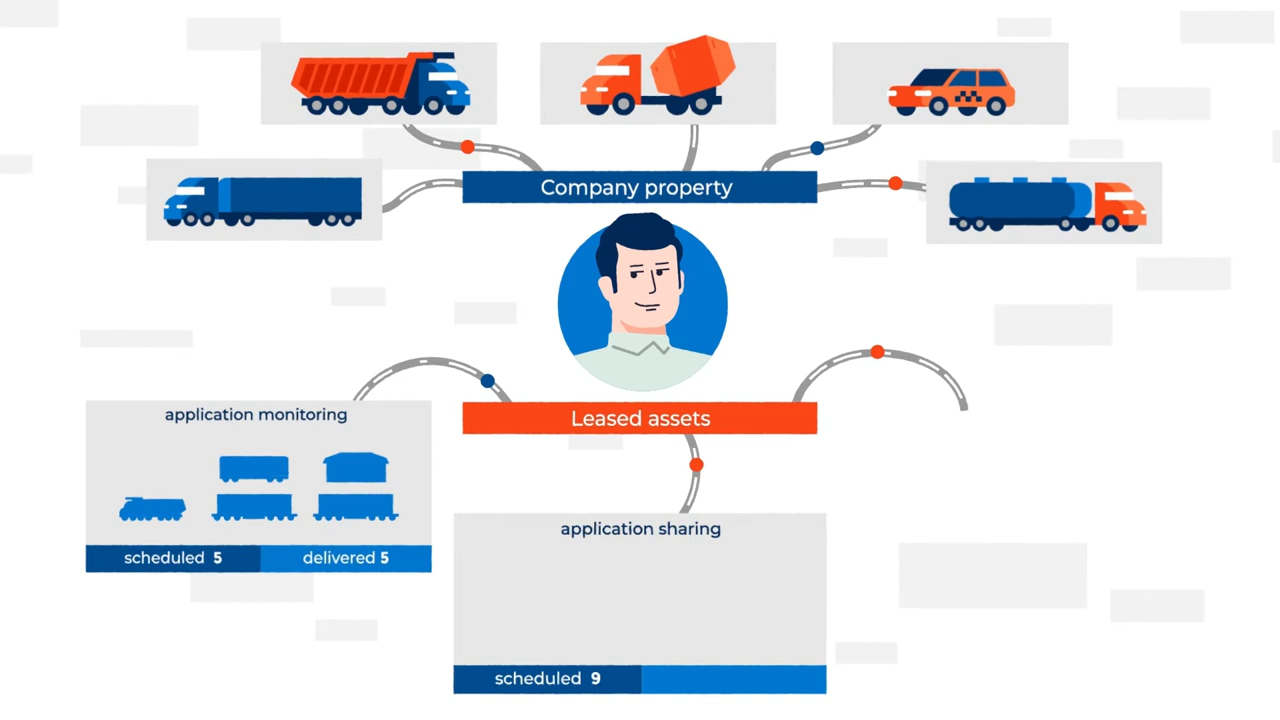 Company property
Leased assets
application monitoring
scheduled 5
delivered 5
application sharing
scheduled 9